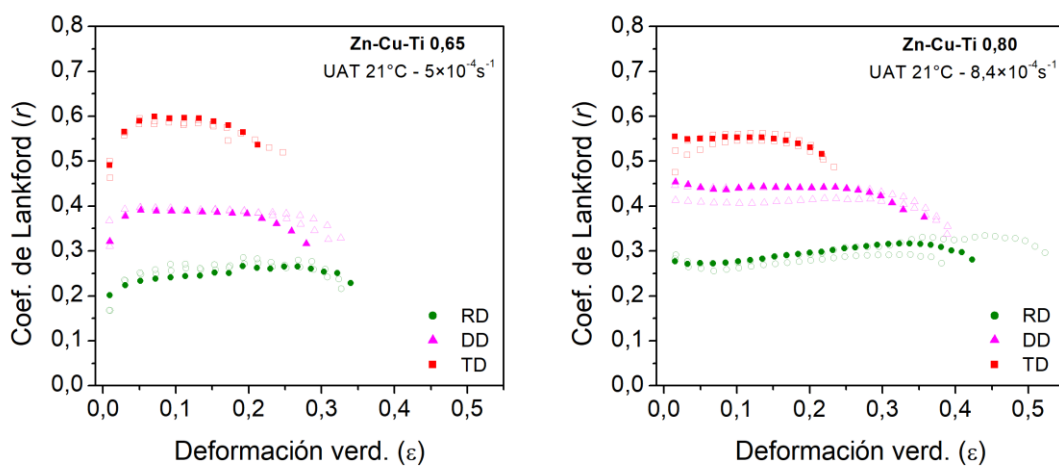 Zn-Cu-Ti 0,65
UAT 21°C - 5×10⁻⁴s⁻¹
Coef. de Lankford (r)
0,8
0,7
0,6
0,5
0,4
0,3
0,2
0,1
0,0
RD
DD
TD
0,0 0,1 0,2 0,3 0,4 0,5
Deformación verd. (ε)
Zn-Cu-Ti 0,80
UAT 21°C - 8,4×10⁻⁴s⁻¹
Coef. de Lankford (r)
0,8
0,7
0,6
0,5
0,4
0,3
0,2
0,1
0,0
RD
DD
TD
0,0 0,1 0,2 0,3 0,4 0,5
Deformación verd. (ε)